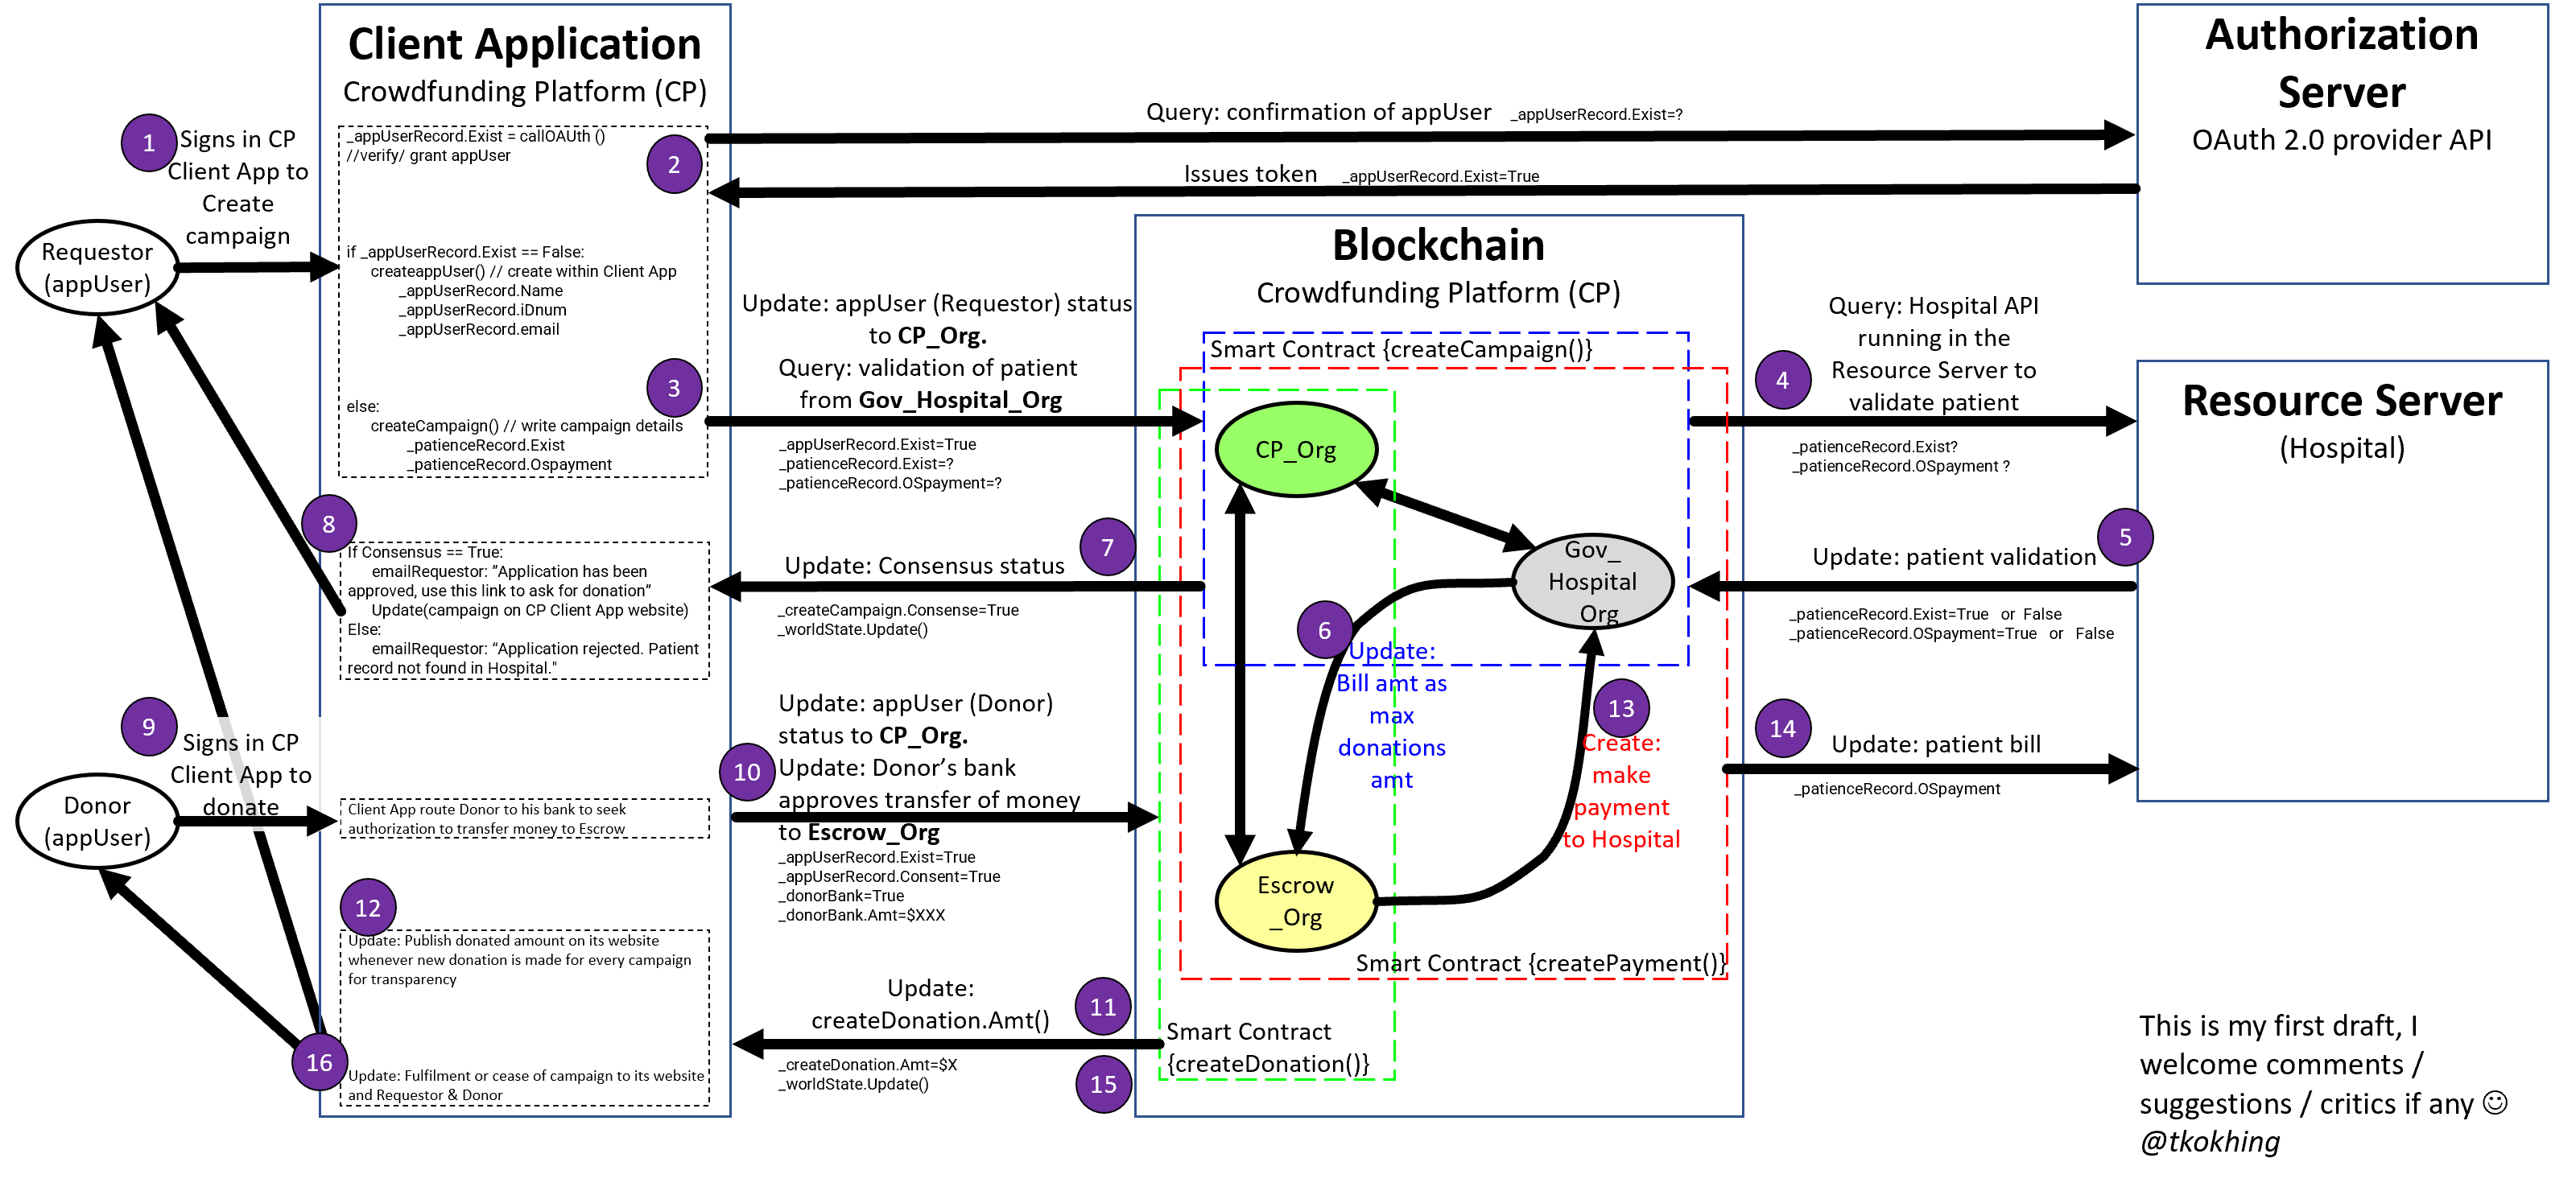 Client Application
Crowdfunding Platform (CP)
1
Signs in CP
Client App to
Create
campaign
Requestor
(appUser)
_appUserRecord.Exist = callOAUth ()
//verify/ grant appUser
2
if _appUserRecord.Exist == False:
createappUser() // create within Client App
_appUserRecord.Name
_appUserRecord.iDnum
_appUserRecord.email
3
else:
createCampaign() // write campaign details
_patienceRecord.Exist
_patienceRecord.Ospayment
8
If Consensus == True:
emailRequestor: ”Application has been
approved, use this link to ask for donation”
Update(campaign on CP Client App website)
Else:
emailRequestor: “Application rejected. Patient
record not found in Hospital."
9
Signs in CP
Client App to
donate
Donor
(appUser)
Client App route Donor to his bank to seek
authorization to transfer money to Escrow
12
Update: Publish donated amount on its website
whenever new donation is made for every campaign
for transparency
16
Update: Fulfilment or cease of campaign to its website
and Requestor & Donor
Query: confirmation of appUser _appUserRecord.Exist=?
Issues token _appUserRecord.Exist=True
Authorization
Server
OAuth 2.0 provider API
Update: appUser (Requestor) status
to CP_Org.
Query: validation of patient
from Gov_Hospital_Org
_appUserRecord.Exist=True
_patienceRecord.Exist=?
_patienceRecord.OSpayment=?
7
Update: Consensus status
_createCampaign.Consense=True
_worldState.Update()
10
Update: appUser (Donor)
status to CP_Org.
Update: Donor’s bank
approves transfer of money
to Escrow_Org
_appUserRecord.Exist=True
_appUserRecord.Consent=True
_donorBank=True
_donorBank.Amt=$XXX
11
Update:
createDonation.Amt()
_createDonation.Amt=$X
_worldState.Update()
15
Blockchain
Crowdfunding Platform (CP)
Smart Contract {createCampaign()}
CP_Org
Gov_
Hospital
Org
6
Update:
Bill amt as
max
donations
amt
13
Create:
make
payment
to Hospital
Escrow
_Org
Smart Contract {createPayment()}
Smart Contract
{createDonation()}
Query: Hospital API
running in the
Resource Server to
validate patient
4
_patienceRecord.Exist?
_patienceRecord.OSpayment ?
5
Update: patient validation
_patienceRecord.Exist=True or False
_patienceRecord.OSpayment=True or False
14
Update: patient bill
_patienceRecord.OSpayment
Resource Server
(Hospital)
This is my first draft, I
welcome comments /
suggestions / critics if any ☺
@tkokhing